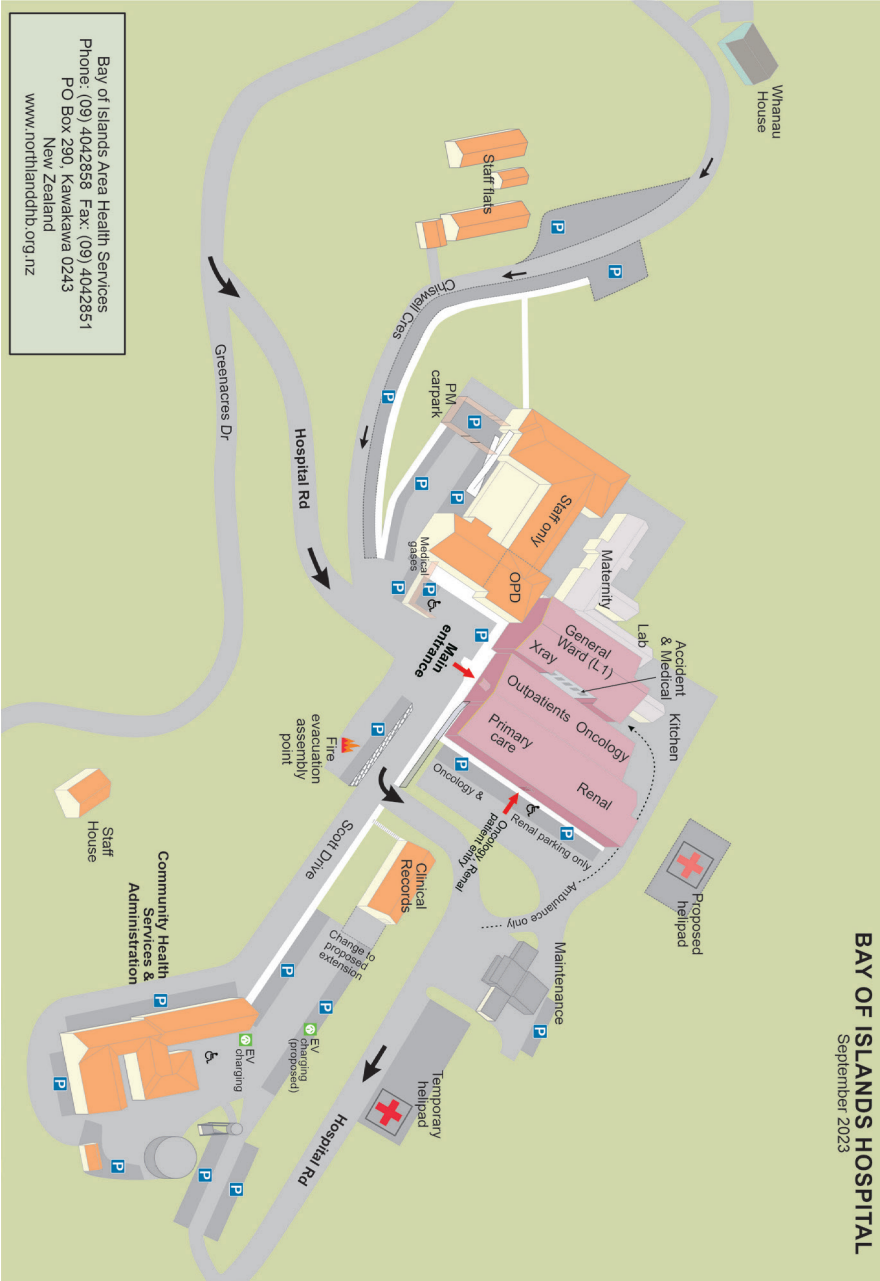 BAY OF ISLANDS HOSPITAL
September 2023
Whanau
House
Staff flats
P
P
Chiswell Cres
P
PM
carpark
P
P
P
Staff only
Maternity
Lab
Accident
& Medical
Kitchen
General
Ward (L1)
Xray
OPD
Outpatients
Oncology
Primary
care
Renal
Medical
gases
P
P
P
Main
entrance
Hospital Rd
Greenacres Dr
P
Fire
evacuation
assembly
point
P
Oncology &
Renal parking only
P
Oncology, Renal
patient entry
Ambulance only
Proposed
helipad
Maintenance
P
Temporary
helipad
Scott Drive
Clinical
Records
Change to
proposed
extension
P
P
EV
charging
(proposed)
EV
charging
Hospital Rd
Staff
House
Community Health
Services &
Administration
P
P
P
P
P
Bay of Islands Area Health Services
Phone: (09) 4042858 Fax: (09) 4042851
PO Box 290, Kawakawa 0243
New Zealand
www.northlanddhb.org.nz